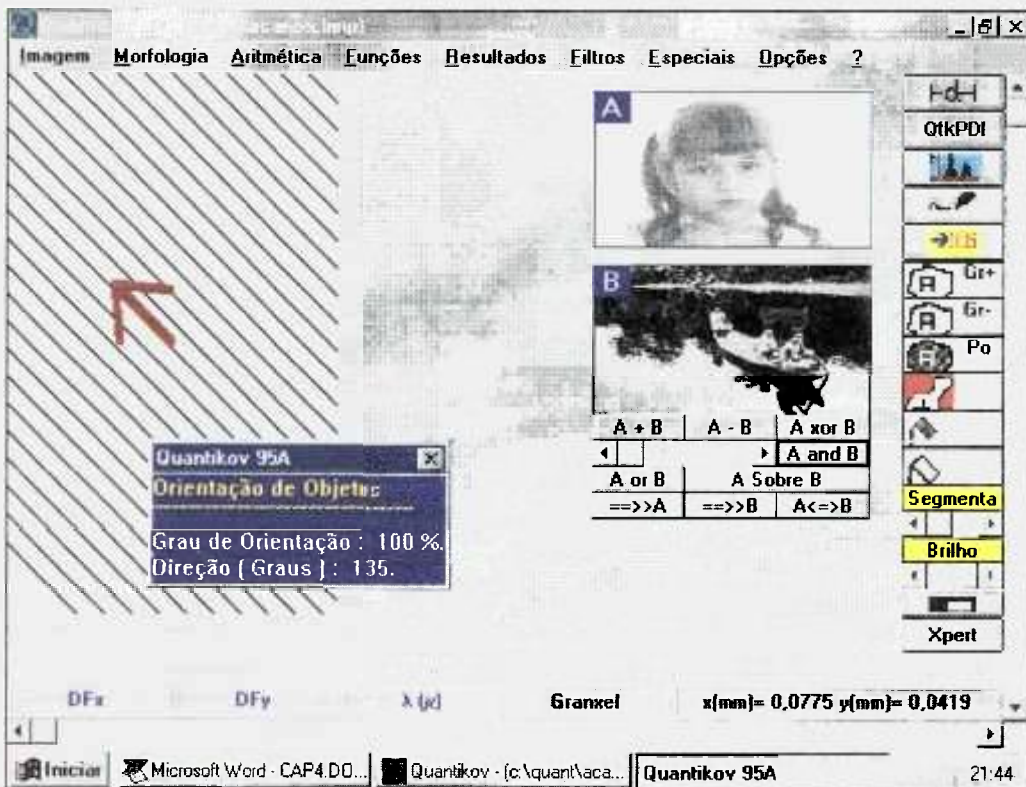 Imagem Morfologia Aritmética Funções Resultados Filtros Especiais Opções ?
A
B
A + B A - B A xor B
A and B
A or B A Sobre B
==>>A ==>>B A<=>B
d
QtkPDI
Gr+
Gr-
Po
Segmenta
Brilho
Xpert
Quantikov 95A
Orientação de Objetos
Grau de Orientação : 100 %.
Direção ( Graus ) : 135.
DFx DFy λ (μ) Granxel x(mm)= 0,0775 y(mm)= 0,0419
Iniciar Microsoft Word - CAP4.DO... Quantikov - (c:\quant\aca... Quantikov 95A 21:44